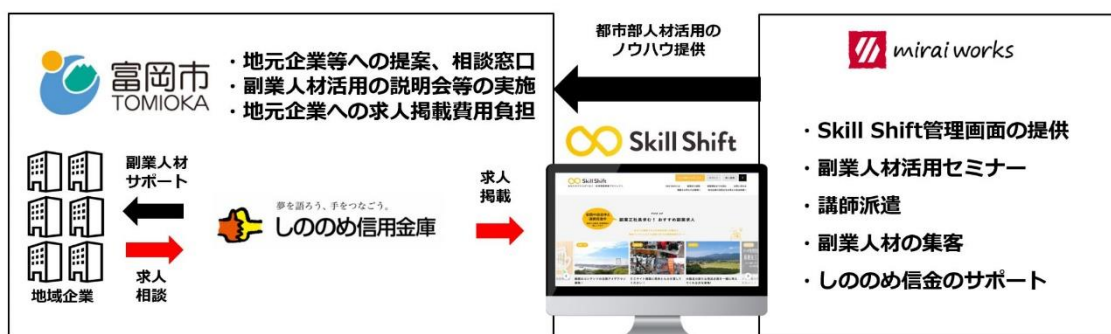 富岡市
TOMIOKA
・地元企業等への提案、相談窓口
・副業人材活用の説明会等の実施
・地元企業への求人掲載費用負担
副業人材
サポート
求人
相談
地域企業
夢を語ろう、手をつなごう。
しののめ信用金庫
求人
掲載
都市部人材活用の
ノウハウ提供
Skill Shift
Skill Shift
mirai works
・Skill Shift管理画面の提供
・副業人材活用セミナー
・講師派遣
・副業人材の集客
・しののめ信金のサポート